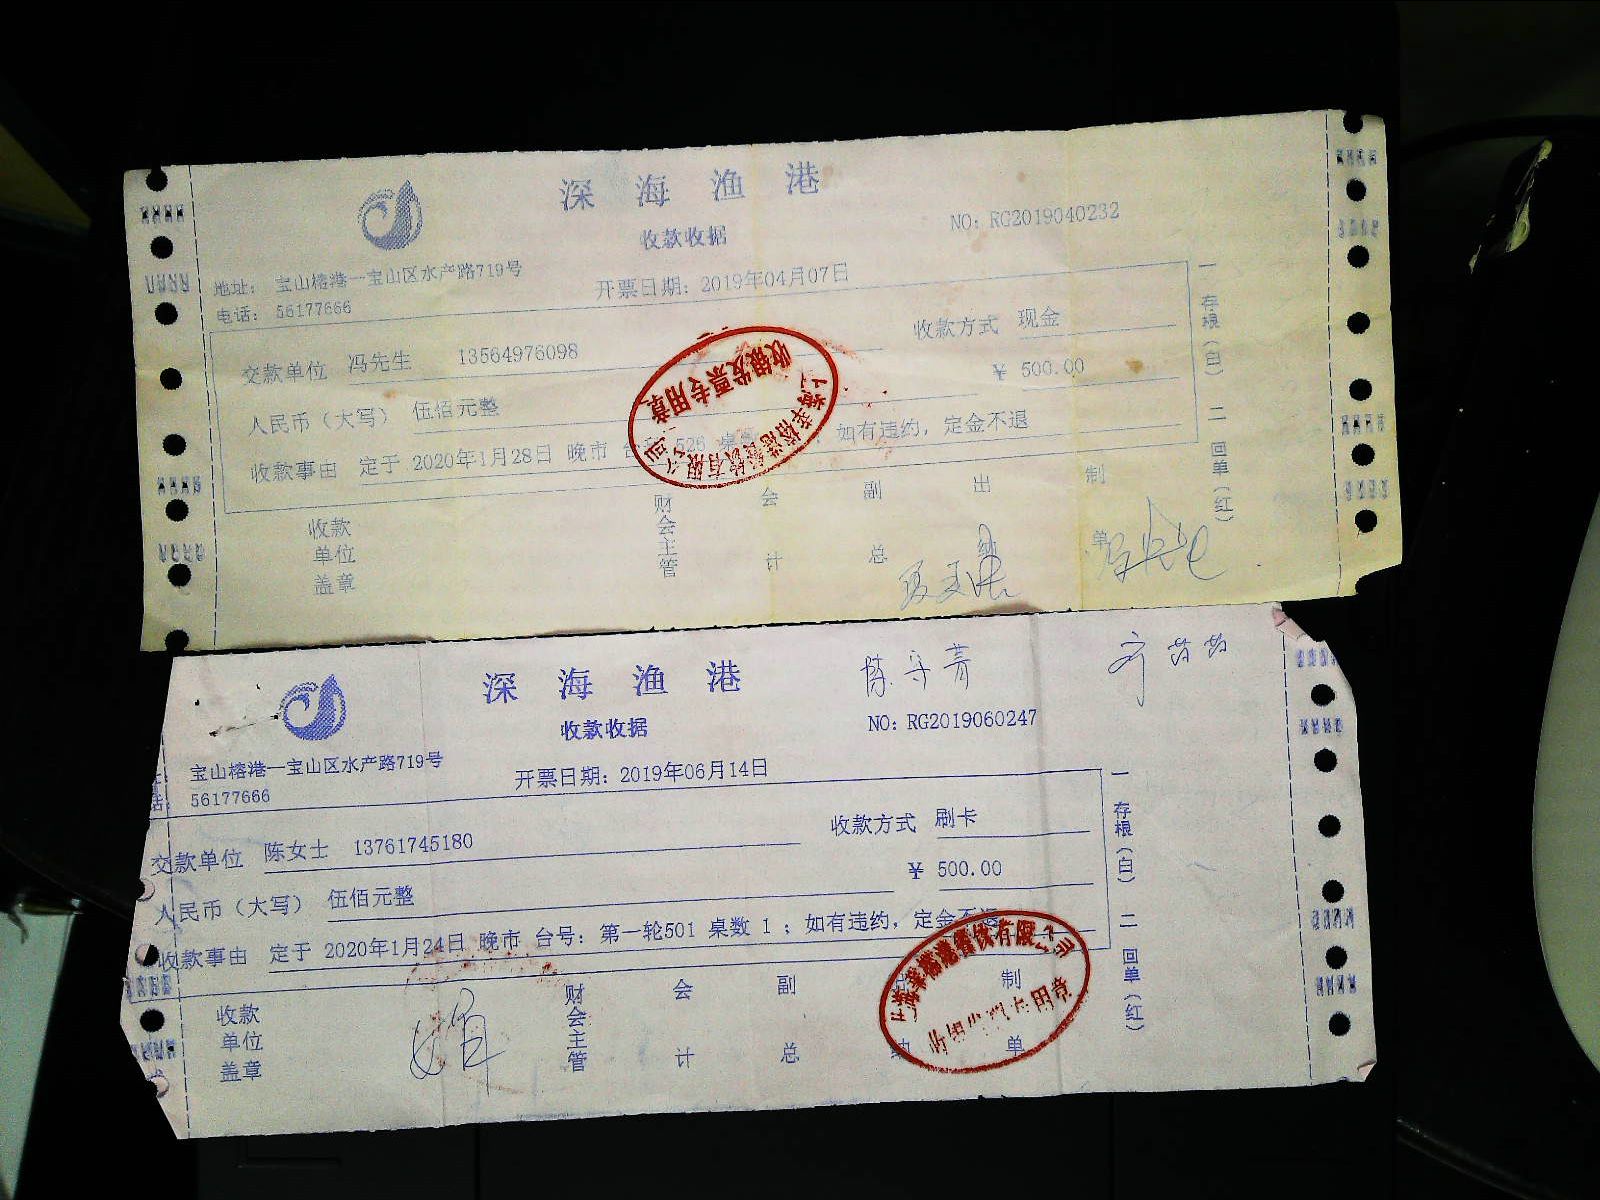 深海渔港
收款收据
NO: RG2019040232
地址: 宝山榕港一宝山区水产路719号
电话: 56177666
开票日期: 2019年04月07日
收款方式 现金
交款单位 冯先生 13564976098
¥ 500.00
人民币（大写） 伍佰元整
收款事由 定于 2020年1月28日 晚市 526 如有违约，定金不退
一存根(白) 二回单(红)
收款单位盖章
财会主管
会计
副总
出纳
制单
深海渔港
陈守菁
收款收据
NO: RG2019060247
宝山榕港一宝山区水产路719号
56177666
开票日期: 2019年06月14日
收款方式 刷卡
交款单位 陈女士 13761745180
¥ 500.00
人民币（大写） 伍佰元整
收款事由 定于 2020年1月24日 晚市 台号: 第一轮501 桌数 1 ; 如有违约，定金不退
一存根(白) 二回单(红)
收款单位盖章
财会主管
会计
副总
制单